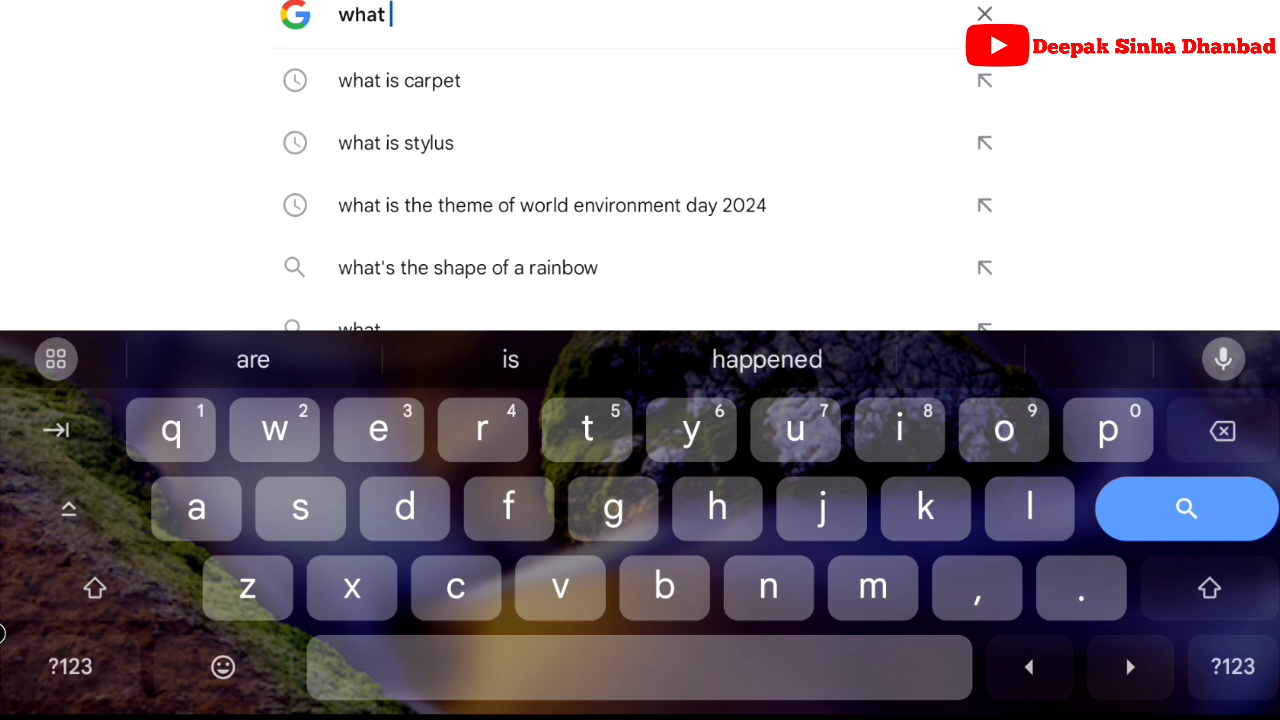 what
Deepak Sinha Dhanbad
what is carpet
what is stylus
what is the theme of world environment day 2024
what's the shape of a rainbow
what
are is happened
q 1 w 2 e 3 r 4 t 5 y 6 u 7 i 8 o 9 p 0
a s d f g h j k l
z x c v b n m , .
?123 ?123